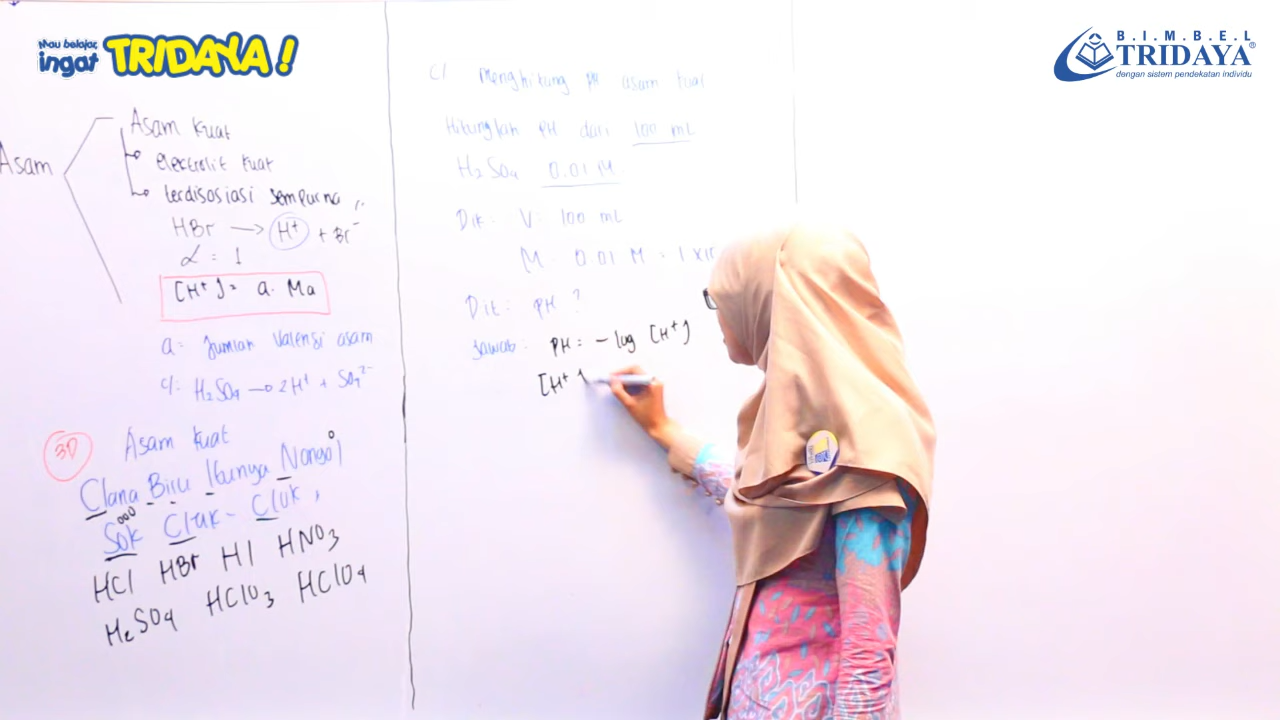 Mau belajar,
ingat TRIDAYA!
B.I.M.B.E.L
TRIDAYA®
dengan sistem pendekatan individu
Asam
Asam kuat
elektrolit kuat
terdisosiasi sempurna
HBr → H⁺ + Br⁻
α = 1
[H⁺] = a. Ma
a = Jumlah Valensi asam
c/: H₂SO₄ → 2H⁺ + SO₄²⁻
3D
Asam kuat
Clana Biru Ibunya Nongol
Sok Cluk - Cluk,
HCl HBr HI HNO₃
H₂SO₄ HClO₃ HClO₄
c/ Menghitung pH asam kuat
Hitunglah pH dari 100 mL
H₂SO₄ 0.01 M.
Dik: V = 100 mL
M = 0.01 M = 1 x 10
Dit: pH ?
Jawab: pH = - log [H⁺]
[H⁺]